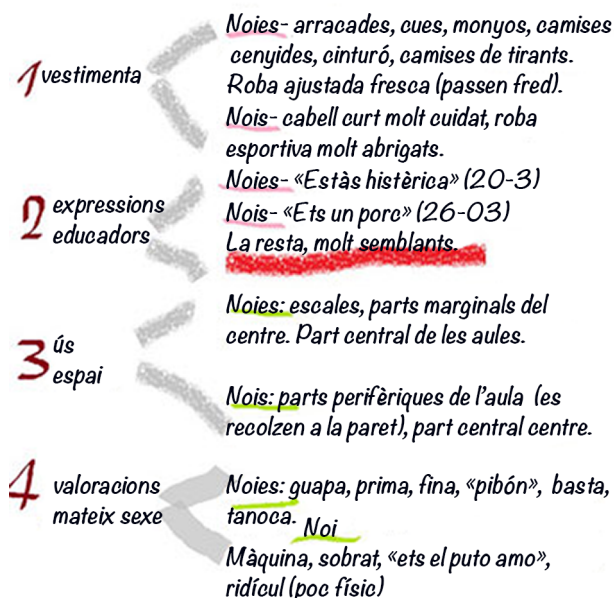 Noies- arracades, cues, monyos, camises
cenyides, cinturó, camises de tirants.
1 vestimenta
Roba ajustada fresca (passen fred).
Nois- cabell curt molt cuidat, roba
esportiva molt abrigats.
2 expressions
educadors
Noies- «Estàs histèrica» (20-3)
Nois- «Ets un porc» (26-03)
La resta, molt semblants.
3 ús
espai
Noies: escales, parts marginals del
centre. Part central de les aules.
Nois: parts perifèriques de l'aula (es
recolzen a la paret), part central centre.
4 valoracions
mateix sexe
Noies: guapa, prima, fina, «pibón», basta,
tanoca.
Noi
Màquina, sobrat, «ets el puto amo»,
ridícul (poc físic)